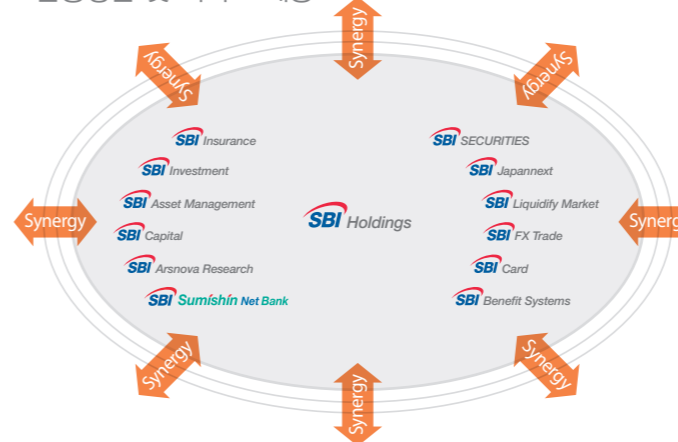 Synergy
Synergy
Synergy
SBI Insurance
SBI Investment
SBI Asset Management
SBI Capital
SBI Arsnova Research
SBI Sumishin Net Bank
SBI Holdings
SBI SECURITIES
SBI Japannext
SBI Liquidify Market
SBI FX Trade
SBI Card
SBI Benefit Systems
Synergy
Synergy
Synergy
Synergy
Synergy